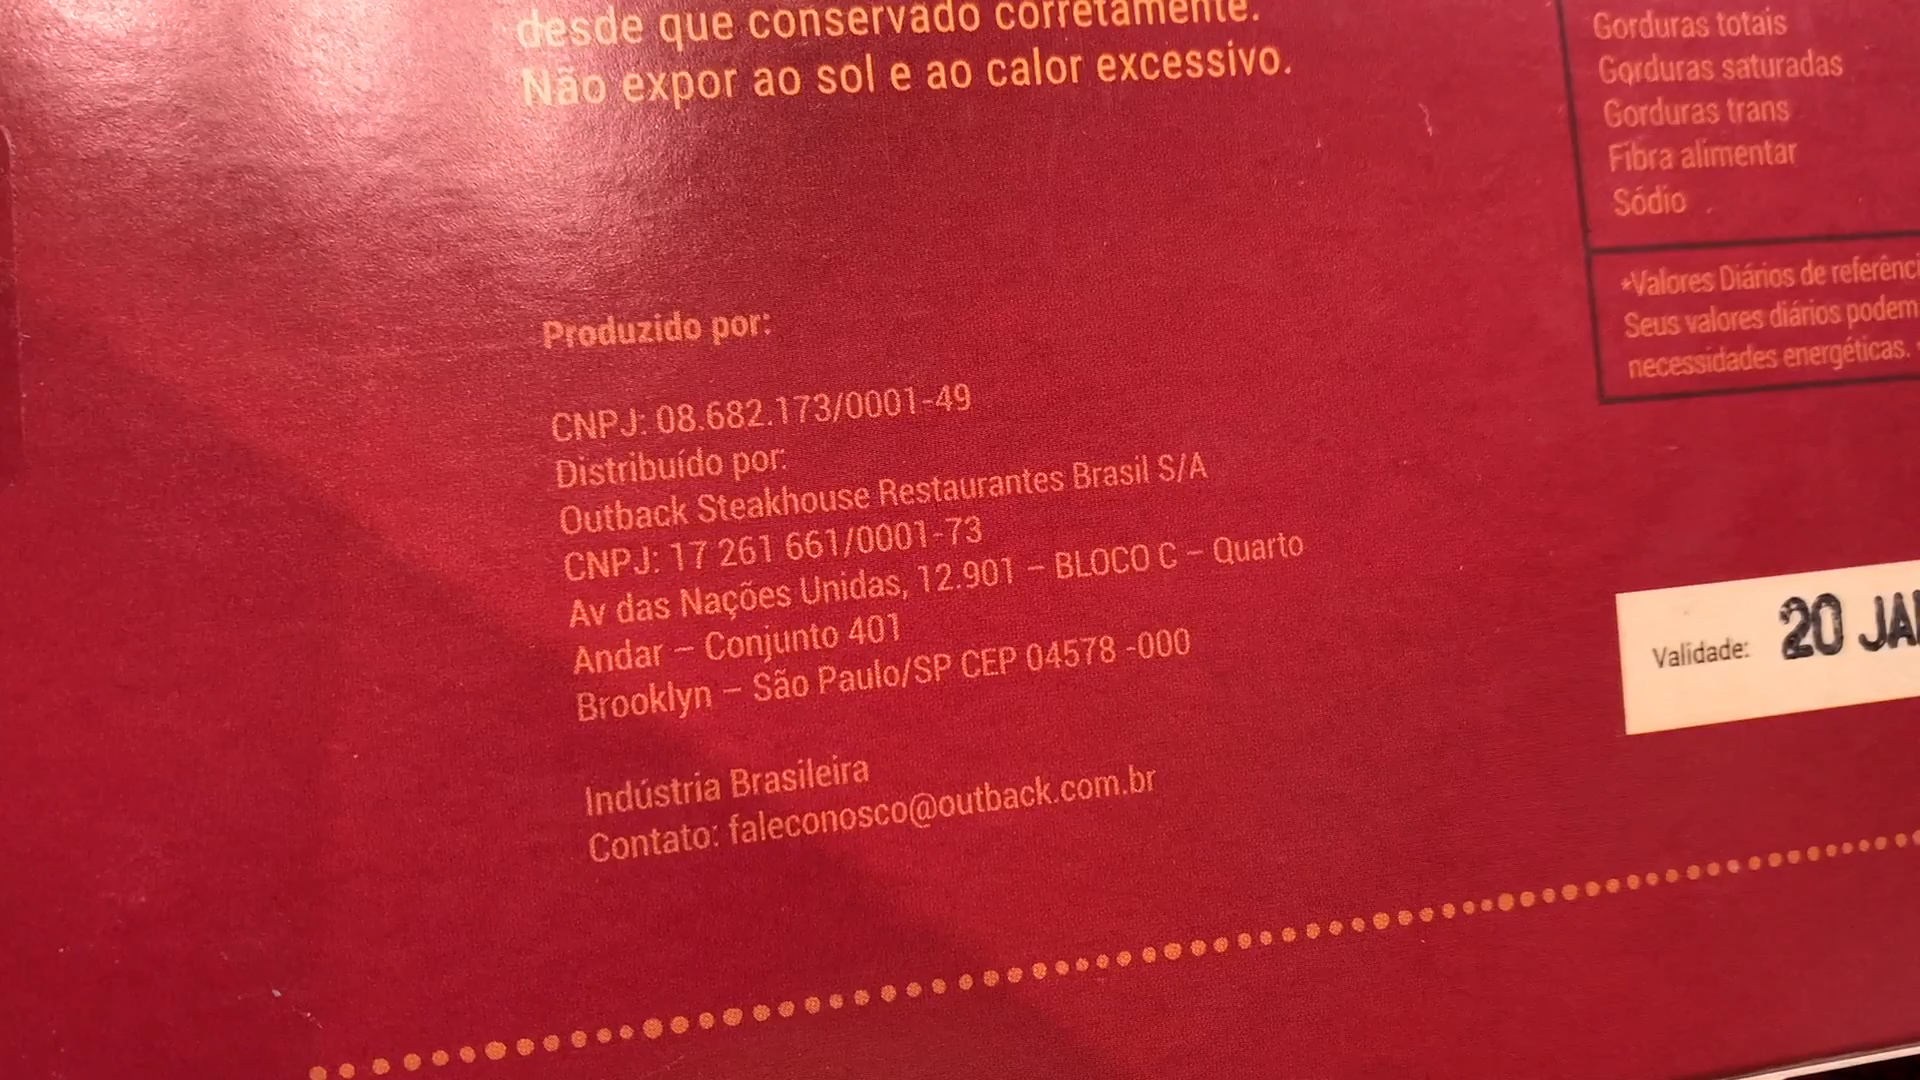 desde que conservado corretamente.
Não expor ao sol e ao calor excessivo.
Produzido por:
CNPJ: 08.682.173/0001-49
Distribuído por:
Outback Steakhouse Restaurantes Brasil S/A
CNPJ: 17 261 661/0001-73
Av das Nações Unidas, 12.901 – BLOCO C – Quarto
Andar – Conjunto 401
Brooklyn – São Paulo/SP CEP 04578 -000
Indústria Brasileira
Contato: faleconosco@outback.com.br
Gorduras totais
Gorduras saturadas
Gorduras trans
Fibra alimentar
Sódio
*Valores Diários de
Seus valores diários podem
necessidades energéticas.
Validade: 20